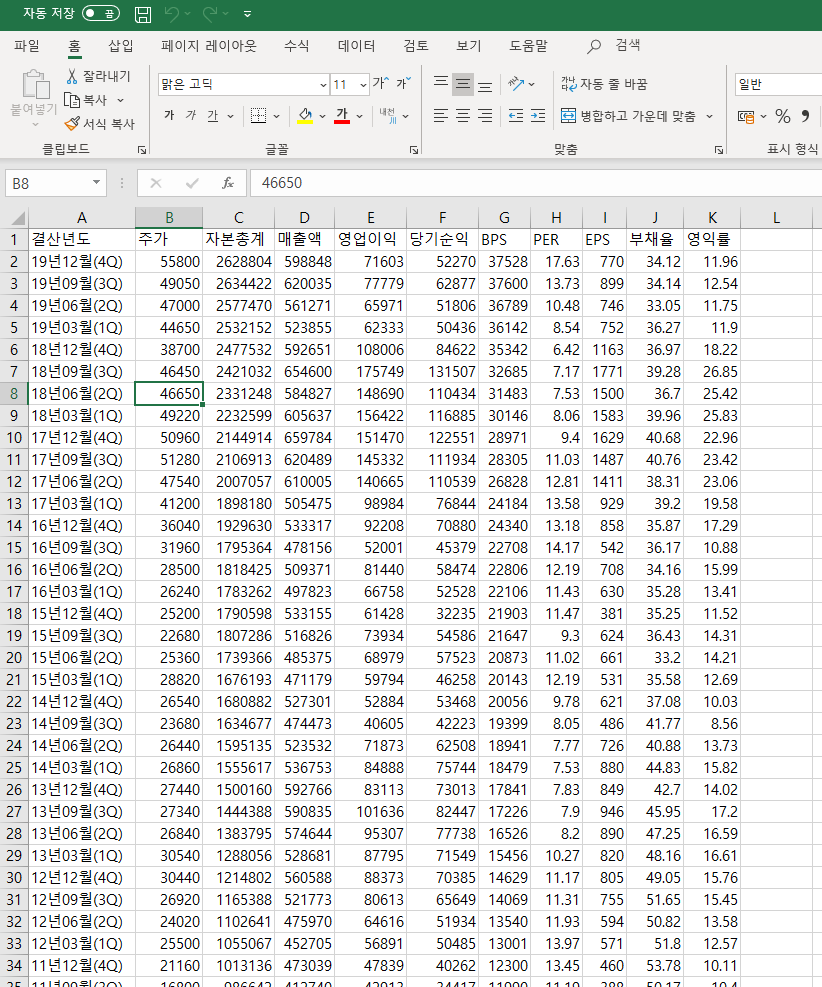 자동 저장 끔
파일 홈 삽입 페이지 레이아웃 수식 데이터 검토 보기 도움말 검색
붙여넣기
잘라내기
복사
서식 복사
클립보드
맑은 고딕 11 가 가
가 가 가 가 내천
글꼴
자동 줄 바꿈
병합하고 가운데 맞춤
맞춤
일반
% 9
표시 형식
B8 fx 46650
A B C D E F G H I J K L
1 결산년도 주가 자본총계 매출액 영업이익 당기순익 BPS PER EPS 부채율 영익률
2 19년12월(4Q) 55800 2628804 598848 71603 52270 37528 17.63 770 34.12 11.96
3 19년09월(3Q) 49050 2634422 620035 77779 62877 37600 13.73 899 34.14 12.54
4 19년06월(2Q) 47000 2577470 561271 65971 51806 36789 10.48 746 33.05 11.75
5 19년03월(1Q) 44650 2532152 523855 62333 50436 36142 8.54 752 36.27 11.9
6 18년12월(4Q) 38700 2477532 592651 108006 84622 35342 6.42 1163 36.97 18.22
7 18년09월(3Q) 46450 2421032 654600 175749 131507 32685 7.17 1771 39.28 26.85
8 18년06월(2Q) 46650 2331248 584827 148690 110434 31483 7.53 1500 36.7 25.42
9 18년03월(1Q) 49220 2232599 605637 156422 116885 30146 8.06 1583 39.96 25.83
10 17년12월(4Q) 50960 2144914 659784 151470 122551 28971 9.4 1629 40.68 22.96
11 17년09월(3Q) 51280 2106913 620489 145332 111934 28305 11.03 1487 40.76 23.42
12 17년06월(2Q) 47540 2007057 610005 140665 110539 26828 12.81 1411 38.31 23.06
13 17년03월(1Q) 41200 1898180 505475 98984 76844 24184 13.58 929 39.2 19.58
14 16년12월(4Q) 36040 1929630 533317 92208 70880 24340 13.18 858 35.87 17.29
15 16년09월(3Q) 31960 1795364 478156 52001 45379 22708 14.17 542 36.17 10.88
16 16년06월(2Q) 28500 1818425 509371 81440 58474 22806 12.19 708 34.16 15.99
17 16년03월(1Q) 26240 1783262 497823 66758 52528 22106 11.43 630 35.28 13.41
18 15년12월(4Q) 25200 1790598 533155 61428 32235 21903 11.47 381 35.25 11.52
19 15년09월(3Q) 22680 1807286 516826 73934 54586 21647 9.3 624 36.43 14.31
20 15년06월(2Q) 25360 1739366 485375 68979 57523 20873 11.02 661 33.2 14.21
21 15년03월(1Q) 28820 1676193 471179 59794 46258 20143 12.19 531 35.58 12.69
22 14년12월(4Q) 26540 1680882 527301 52884 53468 20056 9.78 621 37.08 10.03
23 14년09월(3Q) 23680 1634677 474473 40605 42223 19399 8.05 486 41.77 8.56
24 14년06월(2Q) 26440 1595135 523532 71873 62508 18941 7.77 726 40.88 13.73
25 14년03월(1Q) 26860 1555617 536753 84888 75744 18479 7.53 880 44.83 15.82
26 13년12월(4Q) 27440 1500160 592766 83113 73013 17841 7.83 849 42.7 14.02
27 13년09월(3Q) 27340 1444388 590835 101636 82447 17226 7.9 946 45.95 17.2
28 13년06월(2Q) 26840 1383795 574644 95307 77738 16526 8.2 890 47.25 16.59
29 13년03월(1Q) 30540 1288056 528681 87795 71549 15456 10.27 820 48.16 16.61
30 12년12월(4Q) 30440 1214802 560588 88373 70385 14629 11.17 805 49.05 15.76
31 12년09월(3Q) 26920 1165388 521773 80613 65649 14069 11.31 755 51.65 15.45
32 12년06월(2Q) 24020 1102641 475970 64616 51934 13540 11.93 594 50.82 13.58
33 12년03월(1Q) 25500 1055067 452705 56891 50485 13001 13.97 571 51.8 12.57
34 11년12월(4Q) 21160 1013136 473039 47839 40262 12300 13.45 460 53.78 10.11